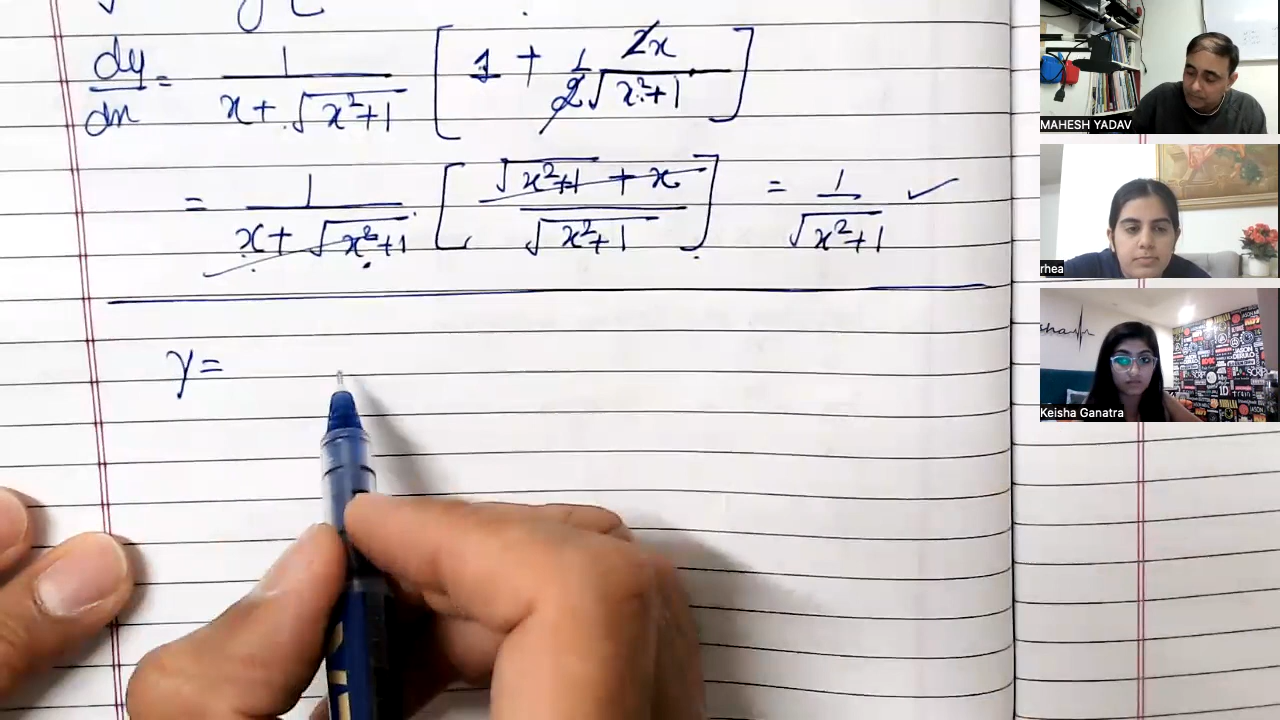 dy/dx = 1/(x + √(x²+1)) [ 1 + 1/2 2x/√(x²+1) ]
= 1/(x + √(x²+1)) [ (√(x²+1) + x)/√(x²+1) ] = 1/√(x²+1) ✓
y =
MAHESH YADAV
rhea
Keisha Ganatra